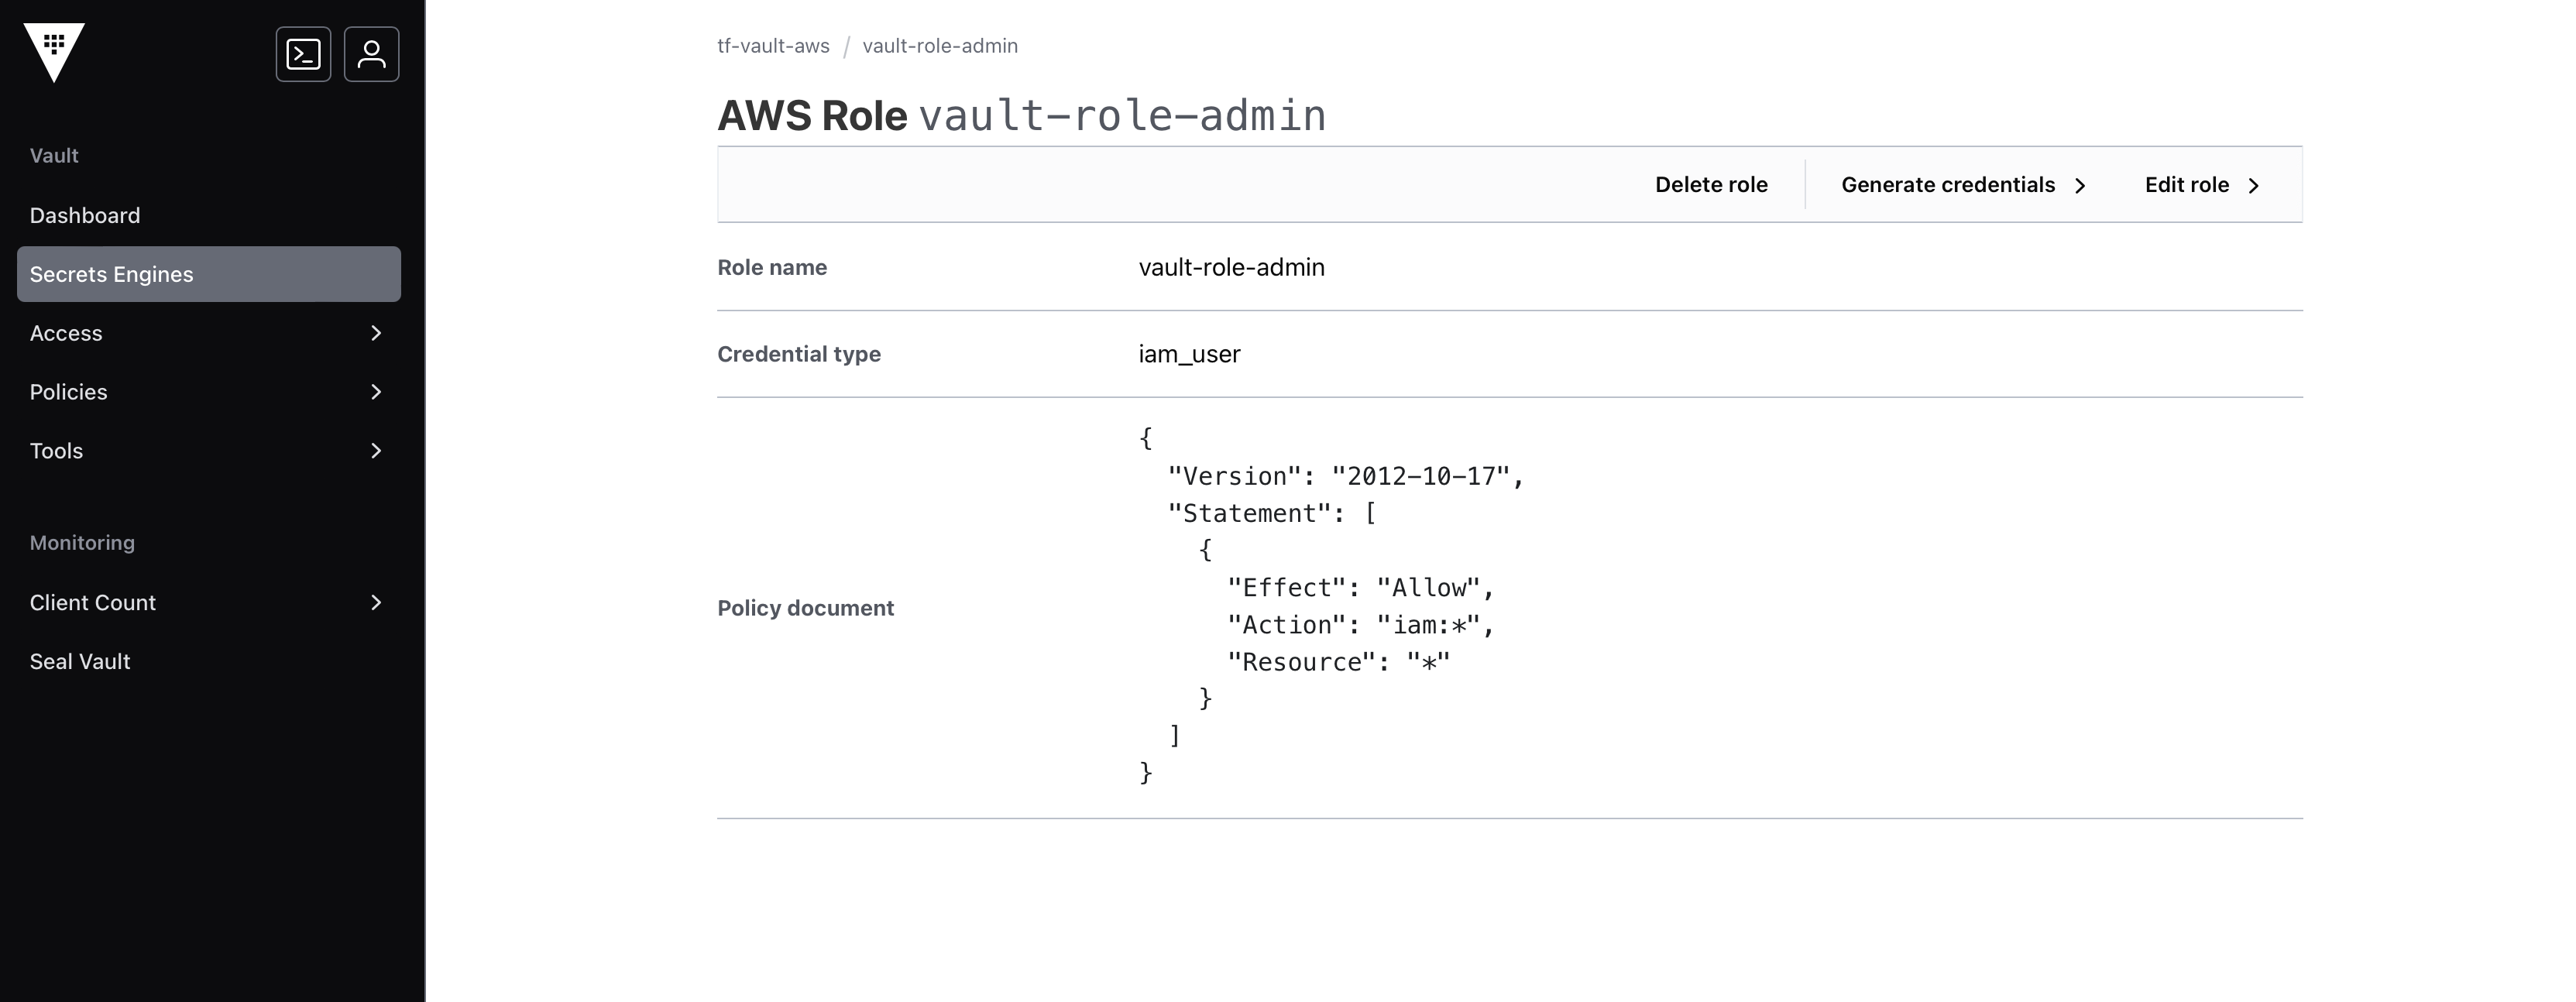 Vault
Dashboard
Secrets Engines
Access
Policies
Tools
Monitoring
Client Count
Seal Vault
tf-vault-aws / vault-role-admin
AWS Role vault-role-admin
Delete role Generate credentials Edit role
Role name vault-role-admin
Credential type iam_user
Policy document
{
  "Version": "2012-10-17",
  "Statement": [
    {
      "Effect": "Allow",
      "Action": "iam:*",
      "Resource": "*"
    }
  ]
}